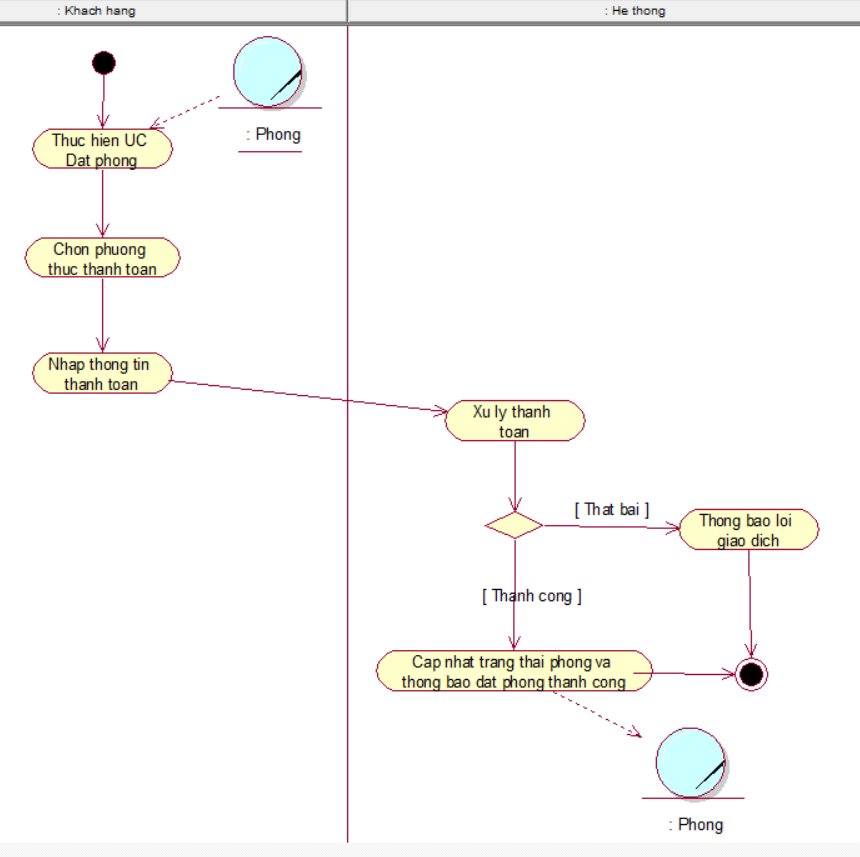 : Khach hang
: He thong
: Phong
Thuc hien UC
Dat phong
Chon phuong
thuc thanh toan
Nhap thong tin
thanh toan
Xu ly thanh
toan
[ That bai ]
Thong bao loi
giao dich
[ Thanh cong ]
Cap nhat trang thai phong va
thong bao dat phong thanh cong
: Phong